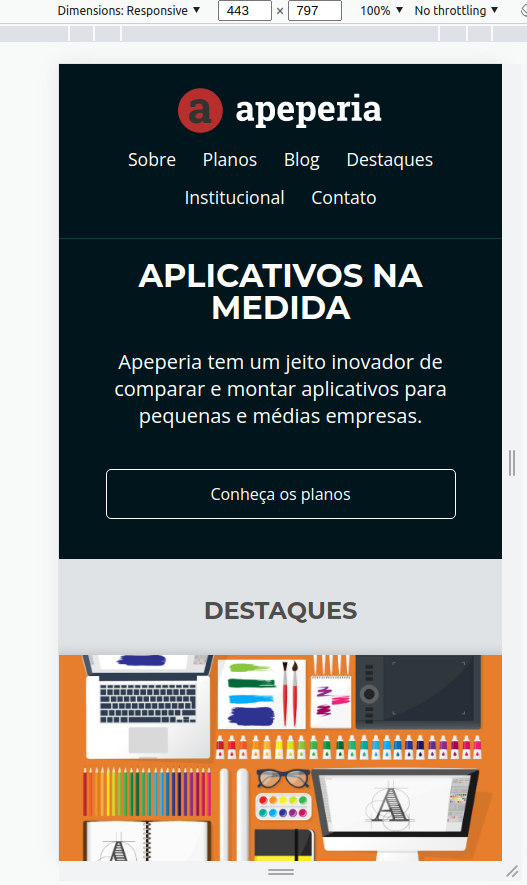 Dimensions: Responsive ▼ 443 × 797 100% ▼ No throttling ▼
a apeperia
Sobre Planos Blog Destaques
Institucional Contato
APLICATIVOS NA
MEDIDA
Apeperia tem um jeito inovador de
comparar e montar aplicativos para
pequenas e médias empresas.
Conheça os planos
DESTAQUES
A
A